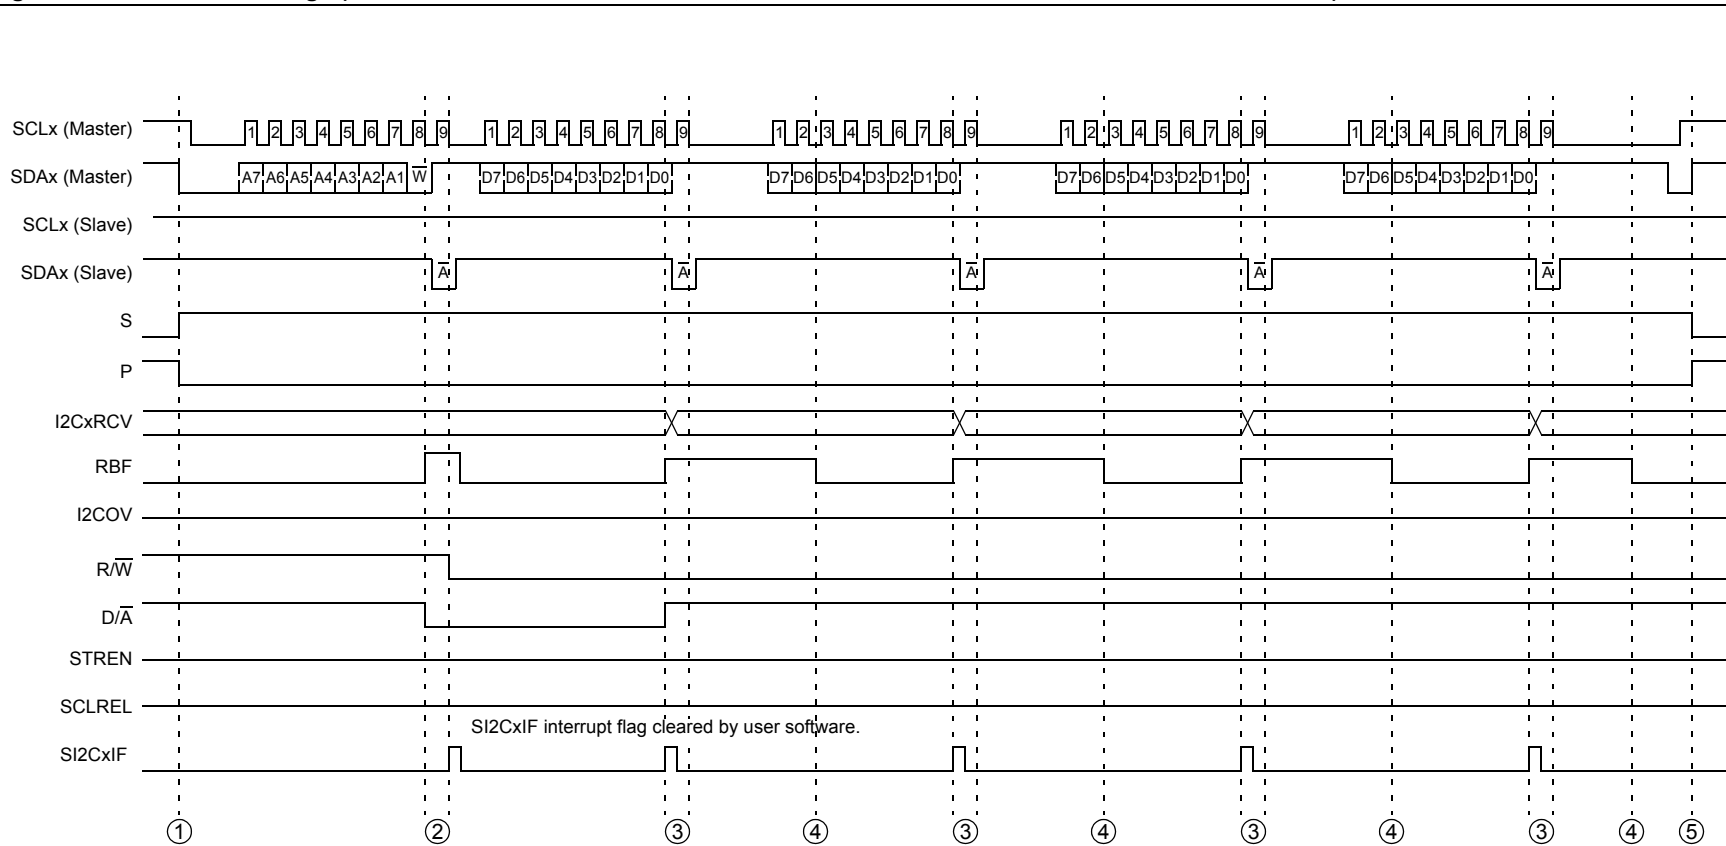 SCLx (Master) 1 2 3 4 5 6 7 8 9 1 2 3 4 5 6 7 8 9 1 2 3 4 5 6 7 8 9 1 2 3 4 5 6 7 8 9 1 2 3 4 5 6 7 8 9
SDAx (Master) A7 A6 A5 A4 A3 A2 A1 W̅ D7 D6 D5 D4 D3 D2 D1 D0 D7 D6 D5 D4 D3 D2 D1 D0 D7 D6 D5 D4 D3 D2 D1 D0 D7 D6 D5 D4 D3 D2 D1 D0
SCLx (Slave)
SDAx (Slave) A̅ A̅ A̅ A̅ A̅
S
P
I2CxRCV
RBF
I2COV
R/W̅
D/A̅
STREN
SCLREL
SI2CxIF interrupt flag cleared by user software.
SI2CxIF
① ② ③ ④ ③ ④ ③ ④ ③ ④ ⑤